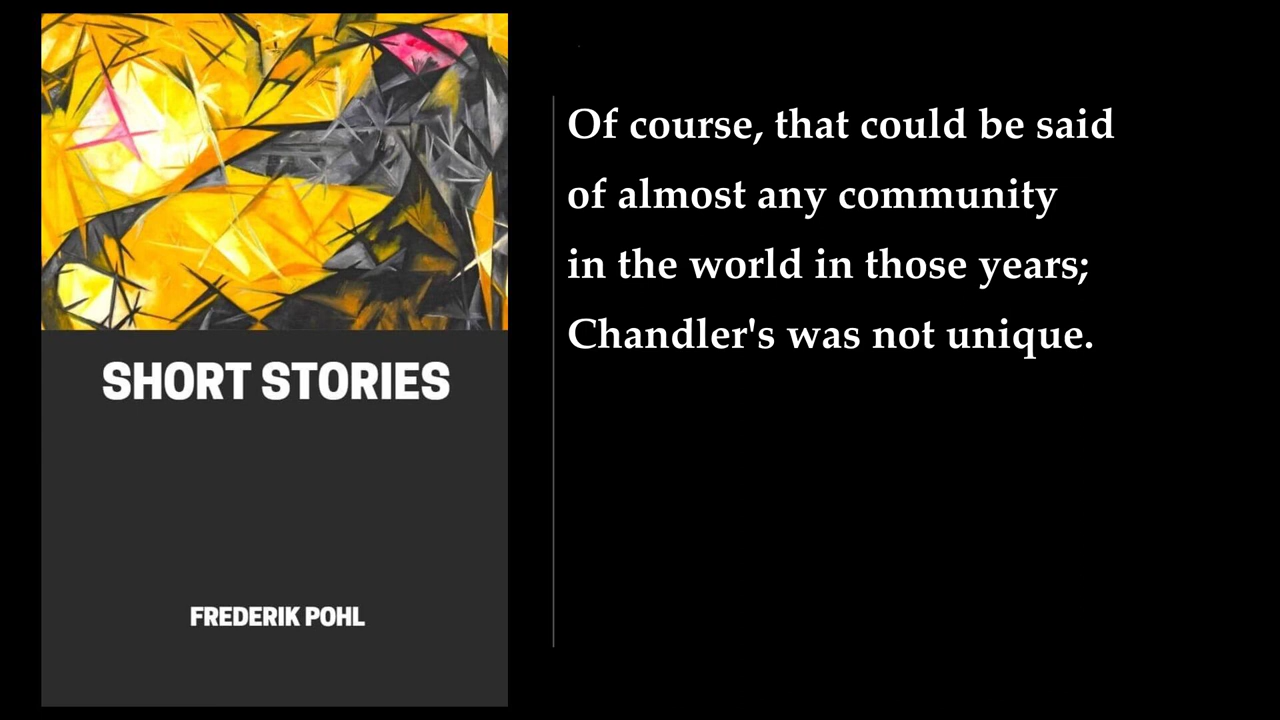 SHORT STORIES
FREDERIK POHL
Of course, that could be said
of almost any community
in the world in those years;
Chandler's was not unique.